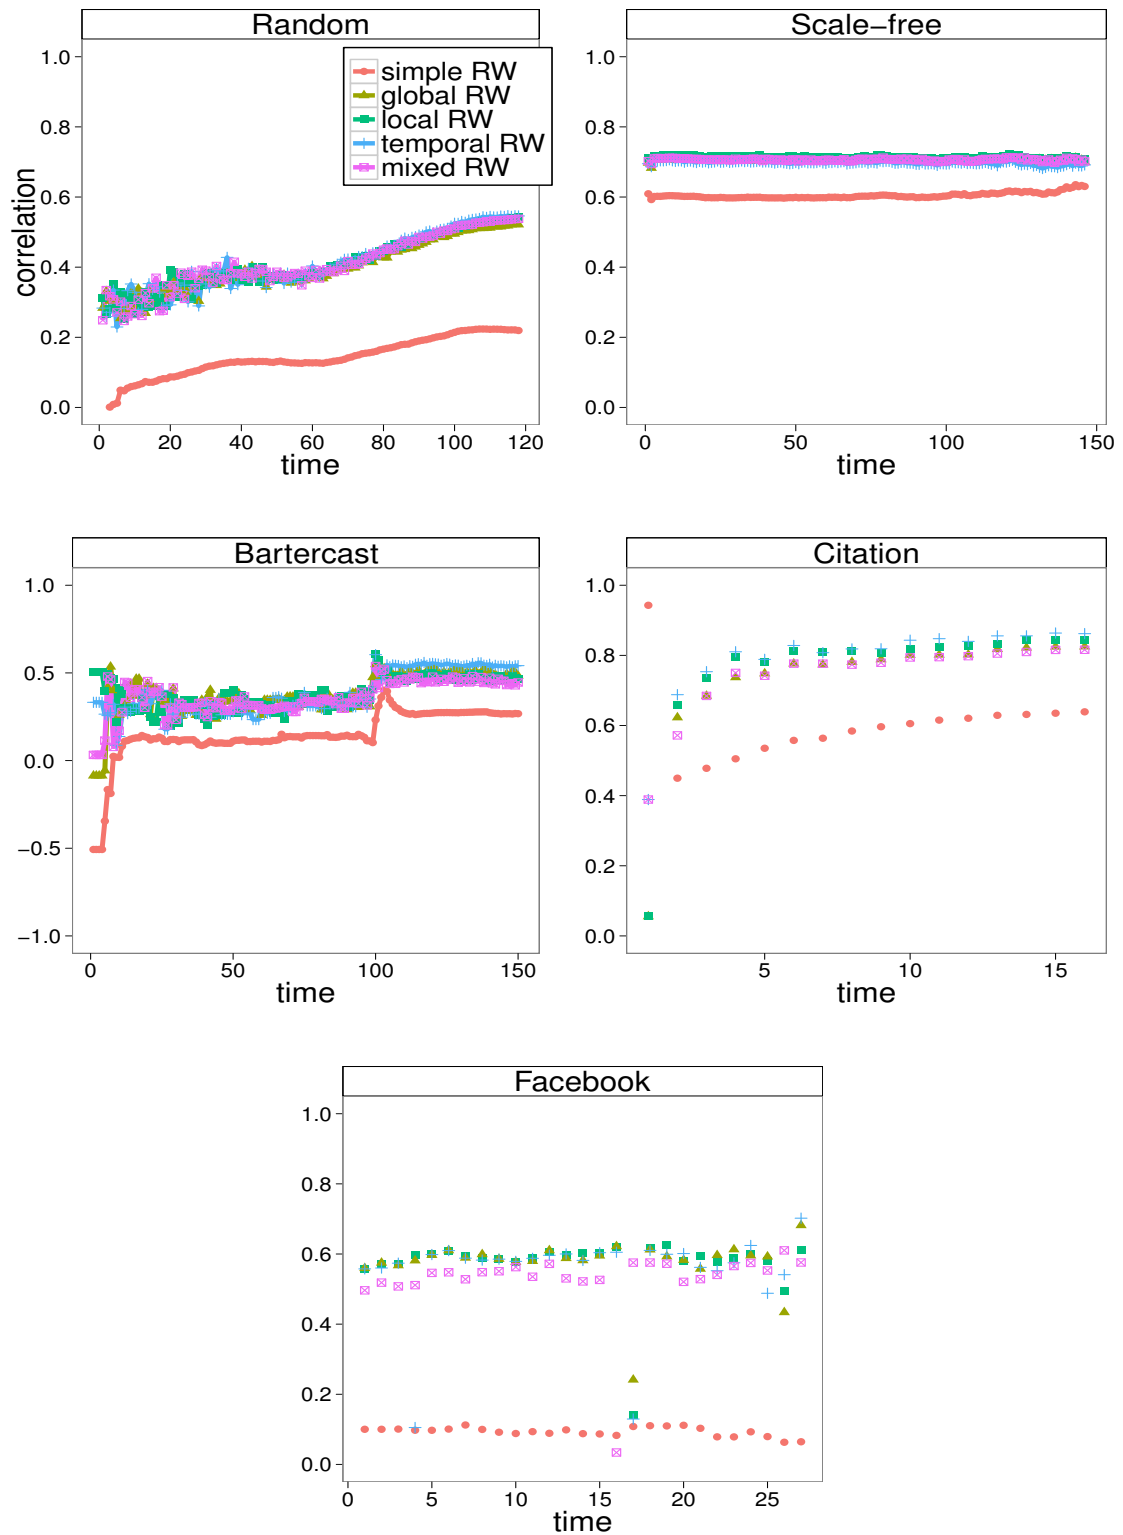 Random
Scale−free
correlation
1.0
0.8
0.6
0.4
0.2
0.0
simple RW
global RW
local RW
temporal RW
mixed RW
0 20 40 60 80 100 120
time
1.0
0.8
0.6
0.4
0.2
0.0
0 50 100 150
time
Bartercast
1.0
0.5
0.0
−0.5
−1.0
0 50 100 150
time
Citation
1.0
0.8
0.6
0.4
0.2
0.0
5 10 15
time
Facebook
1.0
0.8
0.6
0.4
0.2
0.0
0 5 10 15 20 25
time